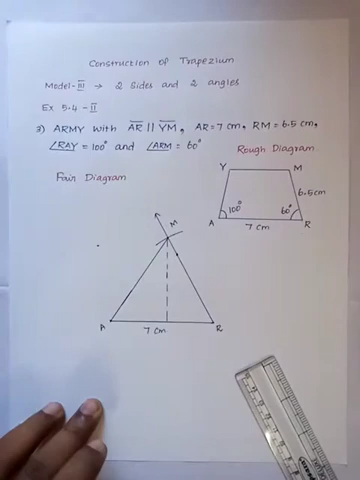 Construction of Trapezium
Model-III → 2 Sides and 2 angles
Ex 5.4 - II
3) ARMY with AR || YM, AR = 7 cm, RM = 6.5 cm,
∠RAY = 100° and ∠ARM = 60°
Rough Diagram
Fair Diagram
Y M
6.5cm
100° 60°
A R
7 cm
M
A R
7 cm